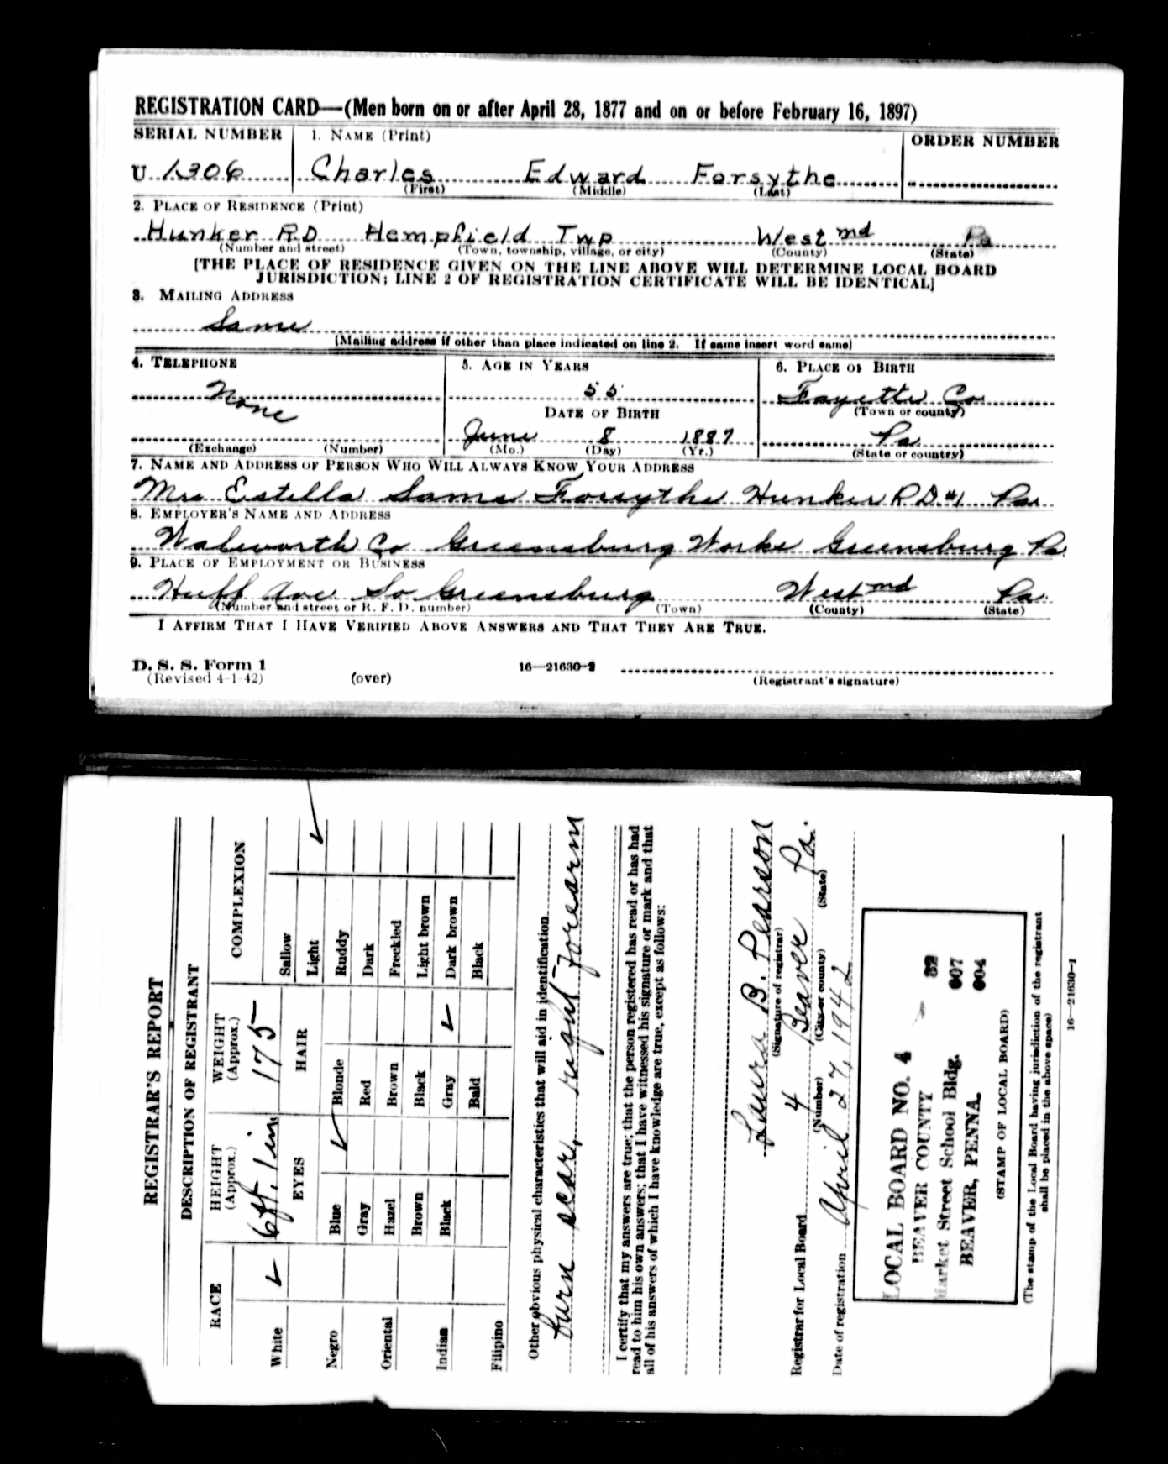 REGISTRATION CARD—(Men born on or after April 28, 1877 and on or before February 16, 1897)
SERIAL NUMBER 1. NAME (Print) ORDER NUMBER
U 1306 Charles Edward Forsythe
(First) (Middle) (Last)
2. PLACE OF RESIDENCE (Print)
Hunker R.D. Hempfield Twp West md Pa
(Number and street) (Town, township, village, or city) (County) (State)
[THE PLACE OF RESIDENCE GIVEN ON THE LINE ABOVE WILL DETERMINE LOCAL BOARD
JURISDICTION; LINE 2 OF REGISTRATION CERTIFICATE WILL BE IDENTICAL]
3. MAILING ADDRESS
Same
[Mailing address if other than place indicated on line 2. If same insert word same]
4. TELEPHONE 5. AGE IN YEARS 6. PLACE OF BIRTH
None 55 Fayette Co
DATE OF BIRTH (Town or county)
June 8 1887 Pa
(Exchange) (Number) (Mo.) (Day) (Yr.) (State or country)
7. NAME AND ADDRESS OF PERSON WHO WILL ALWAYS KNOW YOUR ADDRESS
Mrs Estella Sams Forsythe Hunker R.D.#1 Pa
8. EMPLOYER'S NAME AND ADDRESS
Walworth Co Greensburg Works Greensburg Pa
9. PLACE OF EMPLOYMENT OR BUSINESS
Huff Ave So Greensburg West md Pa
(Number and street or R. F. D. number) (Town) (County) (State)
I AFFIRM THAT I HAVE VERIFIED ABOVE ANSWERS AND THAT THEY ARE TRUE.
D. S. S. Form 1 16—21630-2
(Revised 4-1-42) (over) (Registrant's signature)
REGISTRAR'S REPORT
DESCRIPTION OF REGISTRANT
RACE HEIGHT (Approx.) WEIGHT (Approx.) COMPLEXION
6 ft. 1 in 175
White ✓ EYES HAIR Sallow
Light ✓
Negro Blue ✓ Blonde Ruddy
Gray Red Dark
Oriental Hazel Brown Freckled
Brown Black Light brown
Indian Black Gray ✓ Dark brown
Bald Black
Filipino
Other obvious physical characteristics that will aid in identification
burn scar, right forearm
I certify that my answers are true; that the person registered has read or has had
read to him his own answers; that I have witnessed his signature or mark and that
all of his answers of which I have knowledge are true, except as follows:
Laura B. Pearson
(Signature of registrar)
Registrar for Local Board 4 Beaver Pa.
(Number) (City or county) (State)
Date of registration April 27, 1942
LOCAL BOARD NO. 4 32
BEAVER COUNTY 007
Market Street School Bldg. 004
BEAVER, PENNA.
(STAMP OF LOCAL BOARD)
(The stamp of the Local Board having jurisdiction of the registrant
shall be placed in the above space)
16—21630-1